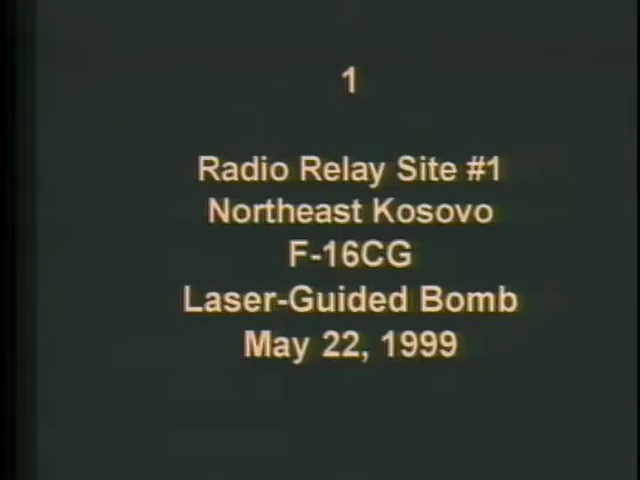 1
Radio Relay Site #1
Northeast Kosovo
F-16CG
Laser-Guided Bomb
May 22, 1999